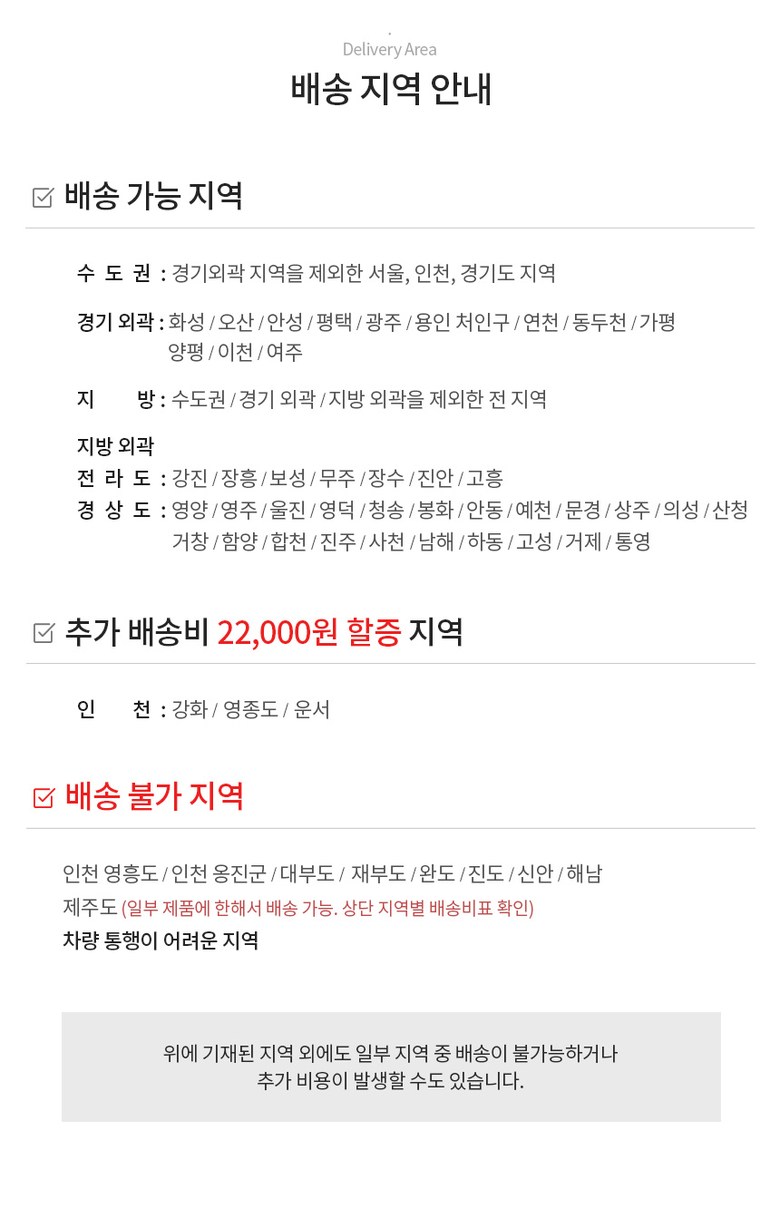 Delivery Area
배송 지역 안내
배송 가능 지역
수 도 권 : 경기외곽 지역을 제외한 서울, 인천, 경기도 지역
경기 외곽 : 화성 / 오산 / 안성 / 평택 / 광주 / 용인 처인구 / 연천 / 동두천 / 가평
양평 / 이천 / 여주
지 방 : 수도권 / 경기 외곽 / 지방 외곽을 제외한 전 지역
지방 외곽
전 라 도 : 강진 / 장흥 / 보성 / 무주 / 장수 / 진안 / 고흥
경 상 도 : 영양 / 영주 / 울진 / 영덕 / 청송 / 봉화 / 안동 / 예천 / 문경 / 상주 / 의성 / 산청
거창 / 함양 / 합천 / 진주 / 사천 / 남해 / 하동 / 고성 / 거제 / 통영
추가 배송비 22,000원 할증 지역
인 천 : 강화 / 영종도 / 운서
배송 불가 지역
인천 영흥도 / 인천 옹진군 / 대부도 / 재부도 / 완도 / 진도 / 신안 / 해남
제주도 (일부 제품에 한해서 배송 가능. 상단 지역별 배송비표 확인)
차량 통행이 어려운 지역
위에 기재된 지역 외에도 일부 지역 중 배송이 불가능하거나
추가 비용이 발생할 수도 있습니다.